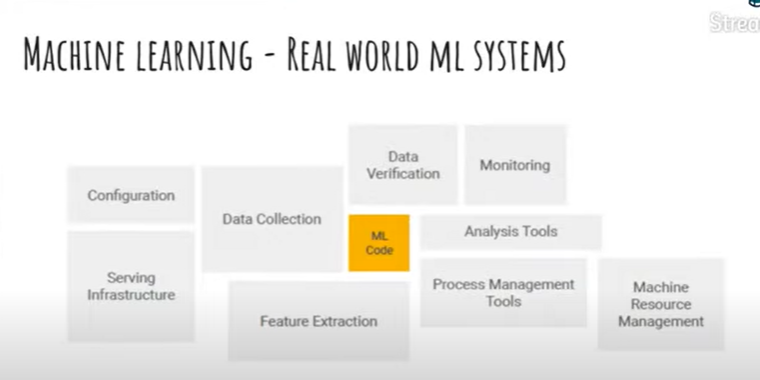 Strea
MACHINE LEARNING - REAL WORLD ML SYSTEMS
Data
Verification
Monitoring
Configuration
Data Collection
ML
Code
Analysis Tools
Serving
Infrastructure
Process Management
Tools
Machine
Resource
Management
Feature Extraction